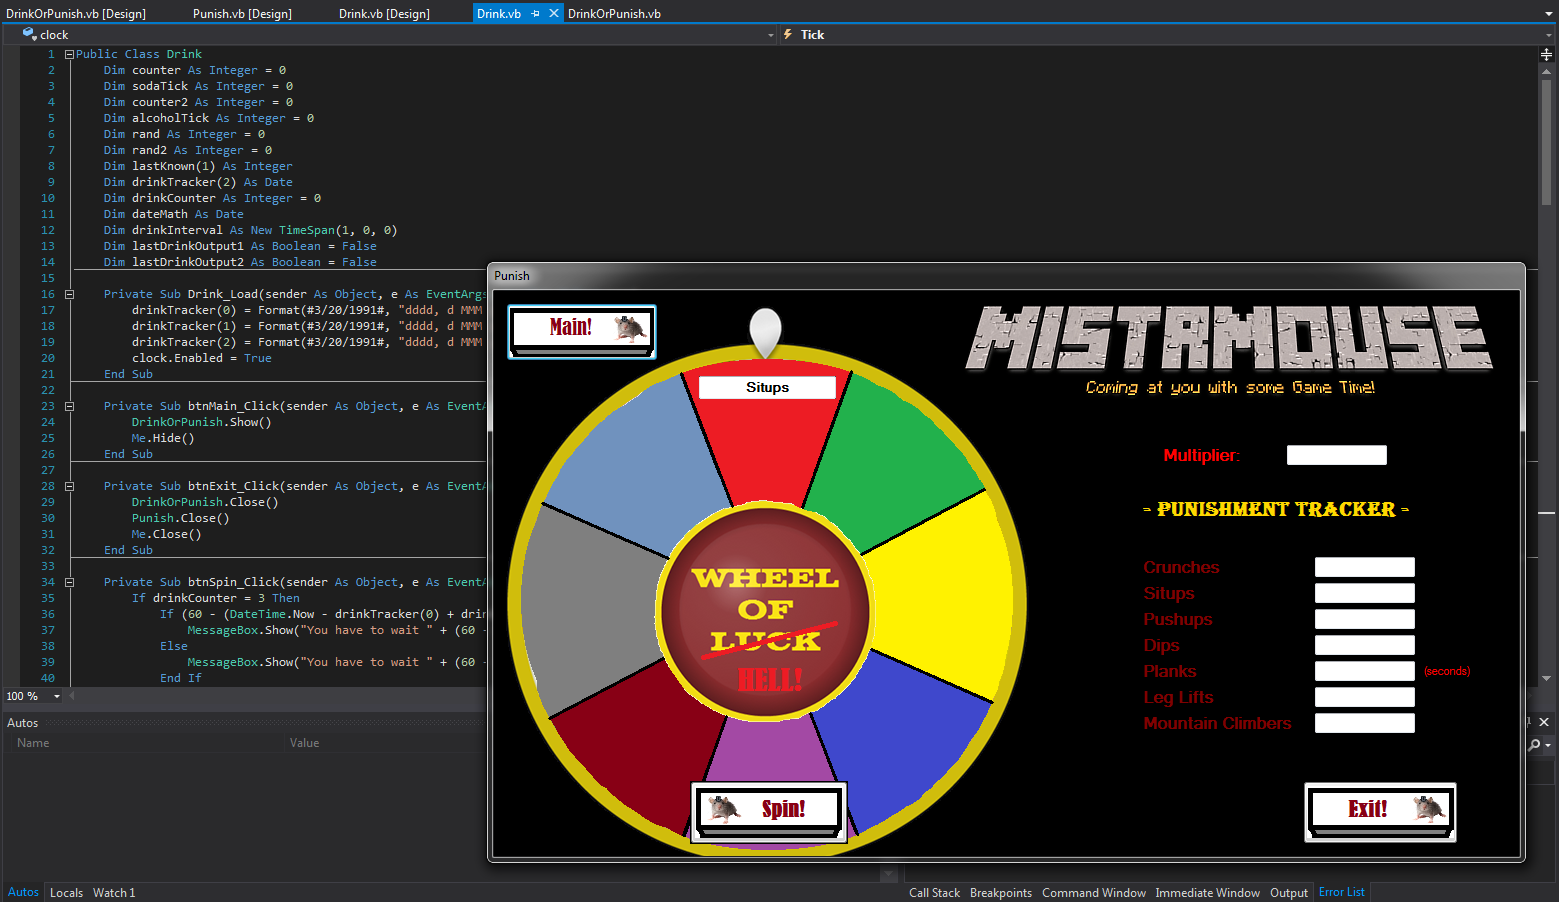 DrinkOrPunish.vb [Design] Punish.vb [Design] Drink.vb [Design] Drink.vb DrinkOrPunish.vb
clock Tick
1 Public Class Drink
2 Dim counter As Integer = 0
3 Dim sodaTick As Integer = 0
4 Dim counter2 As Integer = 0
5 Dim alcoholTick As Integer = 0
6 Dim rand As Integer = 0
7 Dim rand2 As Integer = 0
8 Dim lastKnown(1) As Integer
9 Dim drinkTracker(2) As Date
10 Dim drinkCounter As Integer = 0
11 Dim dateMath As Date
12 Dim drinkInterval As New TimeSpan(1, 0, 0)
13 Dim lastDrinkOutput1 As Boolean = False
14 Dim lastDrinkOutput2 As Boolean = False
15
16 Private Sub Drink_Load(sender As Object, e As EventArgs
17 drinkTracker(0) = Format(#3/20/1991#, "dddd, d MMM
18 drinkTracker(1) = Format(#3/20/1991#, "dddd, d MMM
19 drinkTracker(2) = Format(#3/20/1991#, "dddd, d MMM
20 clock.Enabled = True
21 End Sub
22
23 Private Sub btnMain_Click(sender As Object, e As EventA
24 DrinkOrPunish.Show()
25 Me.Hide()
26 End Sub
27
28 Private Sub btnExit_Click(sender As Object, e As EventA
29 DrinkOrPunish.Close()
30 Punish.Close()
31 Me.Close()
32 End Sub
33
34 Private Sub btnSpin_Click(sender As Object, e As EventA
35 If drinkCounter = 3 Then
36 If (60 - (DateTime.Now - drinkTracker(0) + drin
37 MessageBox.Show("You have to wait " + (60 -
38 Else
39 MessageBox.Show("You have to wait " + (60 -
40 End If
100 %
Autos
Name Value
Autos Locals Watch 1
Call Stack Breakpoints Command Window Immediate Window Output Error List
Punish
Main!
MISTAMOUSE
Coming at you with some Game Time!
Situps
WHEEL
OF
LUCK
HELL!
Spin!
Multiplier:
- PUNISHMENT TRACKER -
Crunches
Situps
Pushups
Dips
Planks (seconds)
Leg Lifts
Mountain Climbers
Exit!